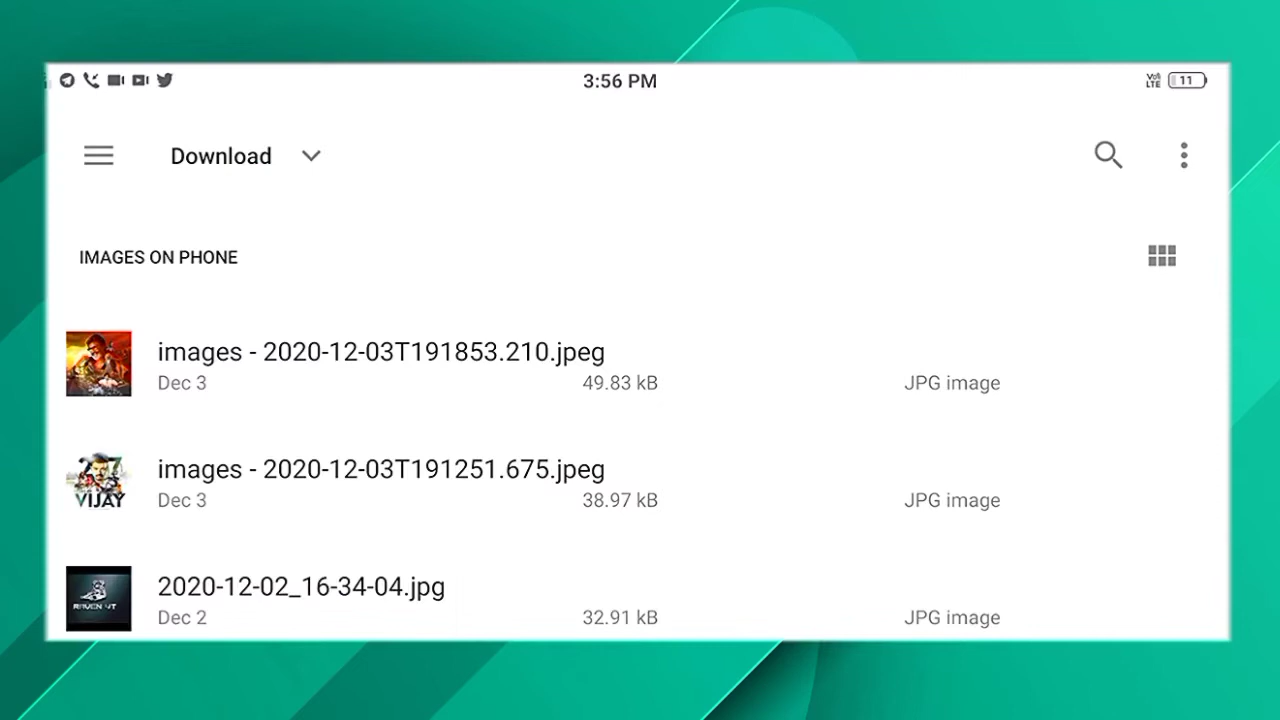 3:56 PM
Vo)
LTE
11
Download
IMAGES ON PHONE
images - 2020-12-03T191853.210.jpeg
Dec 3 49.83 kB JPG image
images - 2020-12-03T191251.675.jpeg
Dec 3 38.97 kB JPG image
VIJAY
2020-12-02_16-34-04.jpg
Dec 2 32.91 kB JPG image